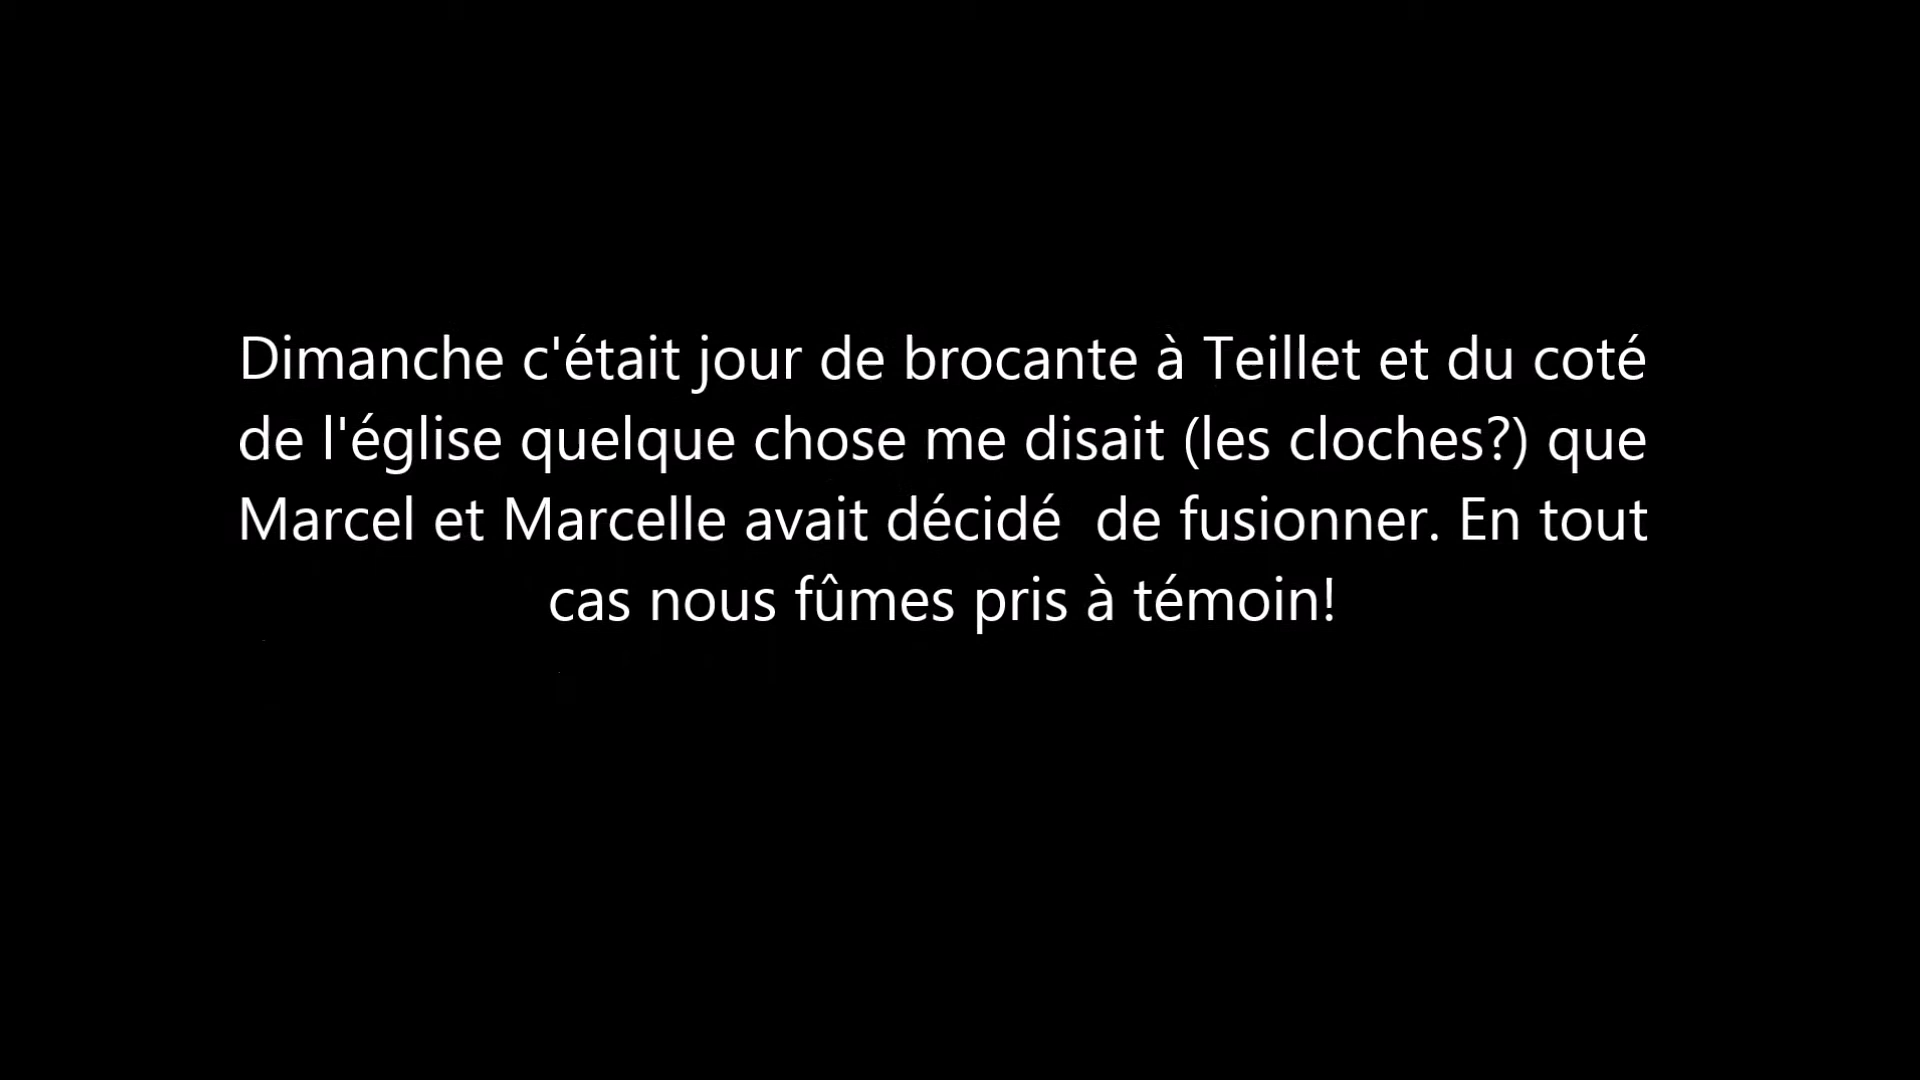 Dimanche c'était jour de brocante à Teillet et du coté
de l'église quelque chose me disait (les cloches?) que
Marcel et Marcelle avait décidé  de fusionner. En tout
cas nous fûmes pris à témoin!